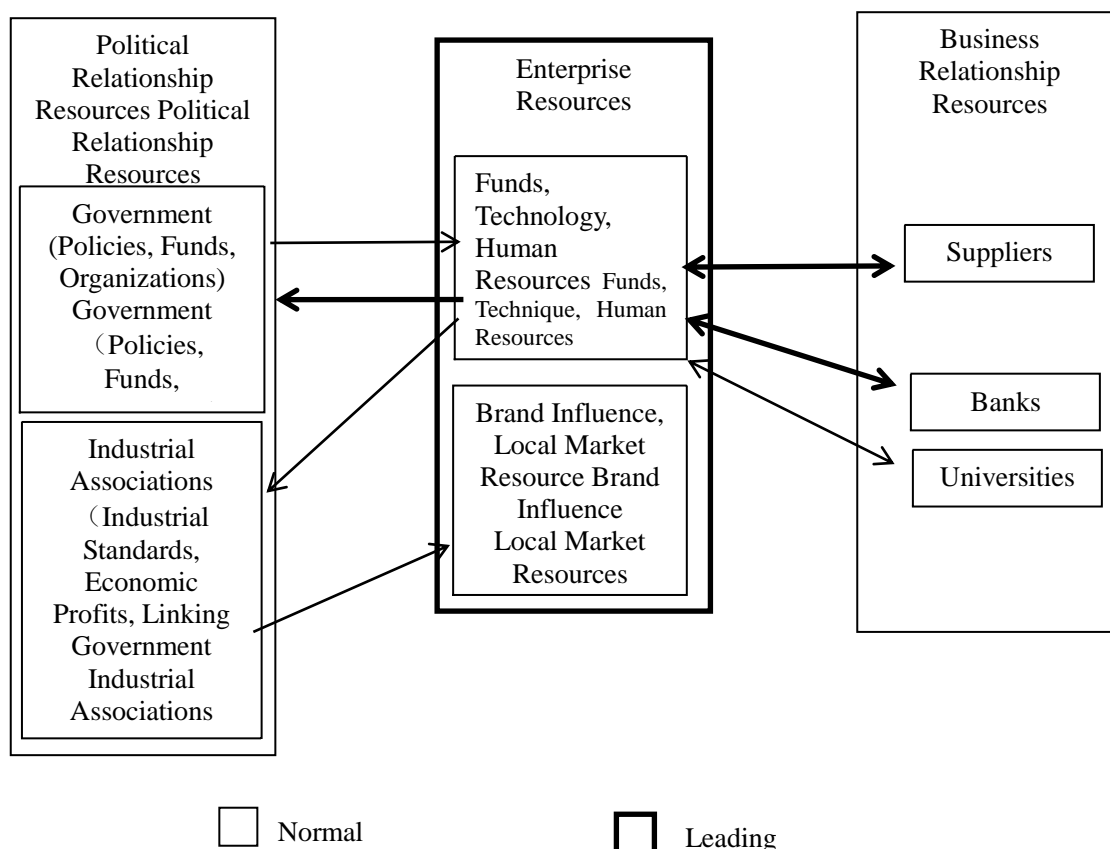 Political
Relationship
Resources Political
Relationship
Resources
Government
(Policies, Funds,
Organizations)
Government
（Policies,
Funds,
Industrial
Associations
（Industrial
Standards,
Economic
Profits, Linking
Government
Industrial
Associations
Enterprise
Resources
Funds,
Technology,
Human
Resources Funds,
Technique, Human
Resources
Brand Influence,
Local Market
Resource Brand
Influence
Local Market
Resources
Business
Relationship
Resources
Suppliers
Banks
Universities
Normal
Leading